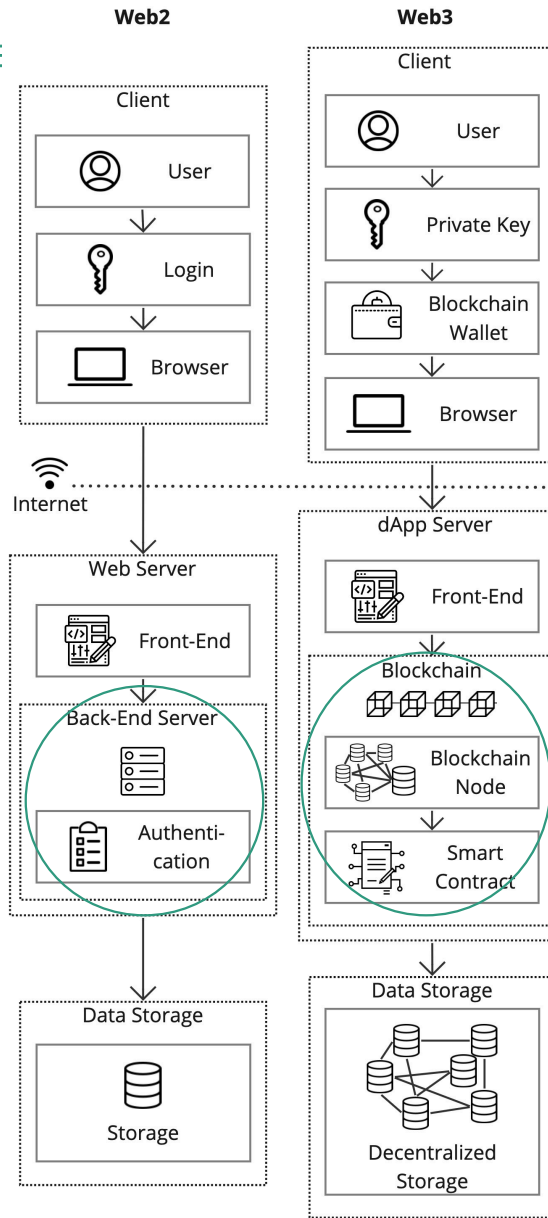 Web2
Client
User
Login
Browser
Internet
Web Server
Front-End
Back-End Server
Authenti-
cation
Data Storage
Storage
Web3
Client
User
Private Key
Blockchain
Wallet
Browser
dApp Server
Front-End
Blockchain
Blockchain
Node
Smart
Contract
Data Storage
Decentralized
Storage